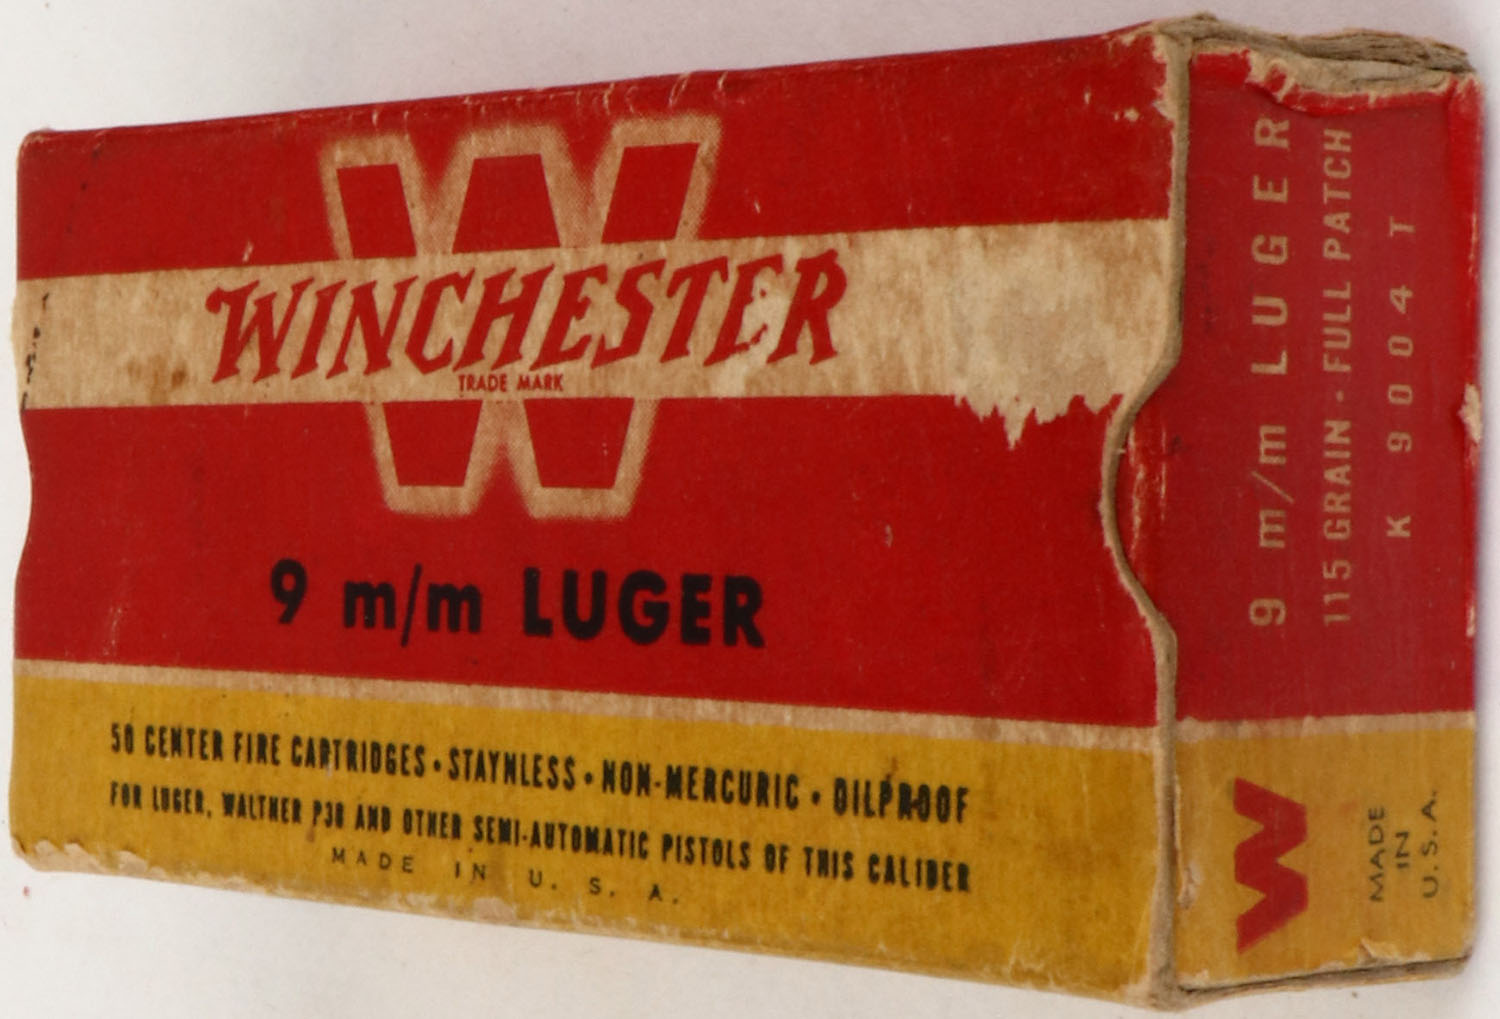 W
WINCHESTER
TRADE MARK
9 m/m LUGER
50 CENTER FIRE CARTRIDGES • STAYNLESS • NON-MERCURIC • OILPROOF
FOR LUGER, WALTHER P38 AND OTHER SEMI-AUTOMATIC PISTOLS OF THIS CALIBER
MADE IN U. S. A.
9 m/m LUGER
115 GRAIN - FULL PATCH
K 9004 T
W
MADE
IN
U.S.A.